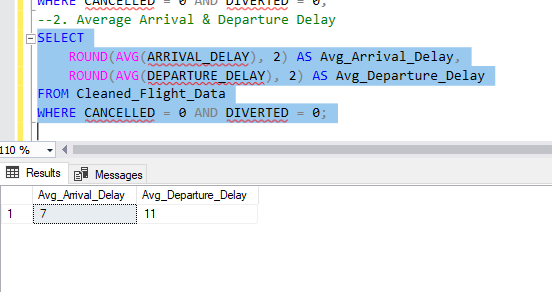 WHERE CANCELLED = 0 AND DIVERTED = 0;
--2. Average Arrival & Departure Delay
SELECT
ROUND(AVG(ARRIVAL_DELAY), 2) AS Avg_Arrival_Delay,
ROUND(AVG(DEPARTURE_DELAY), 2) AS Avg_Departure_Delay
FROM Cleaned_Flight_Data
WHERE CANCELLED = 0 AND DIVERTED = 0;
110 %
Results Messages
Avg_Arrival_Delay Avg_Departure_Delay
1 7 11